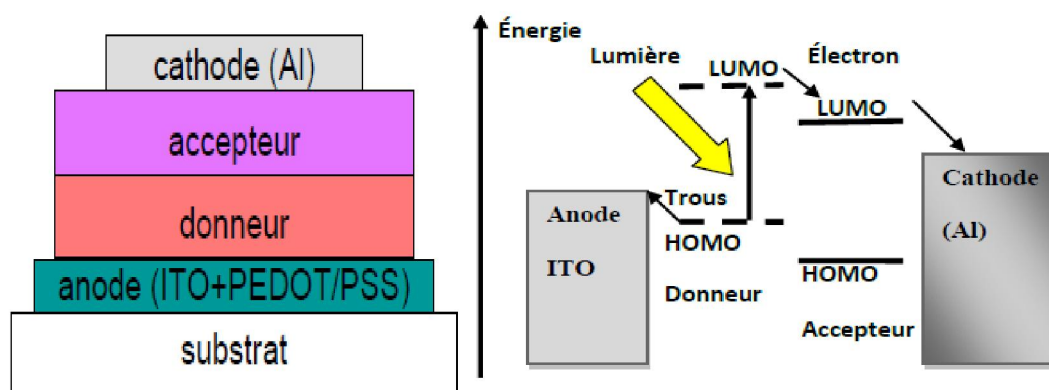 cathode (Al)
accepteur
donneur
anode (ITO+PEDOT/PSS)
substrat
Énergie
Lumière
LUMO
Électron
LUMO
Trous
HOMO
Anode
ITO
Donneur
HOMO
Accepteur
Cathode
(Al)